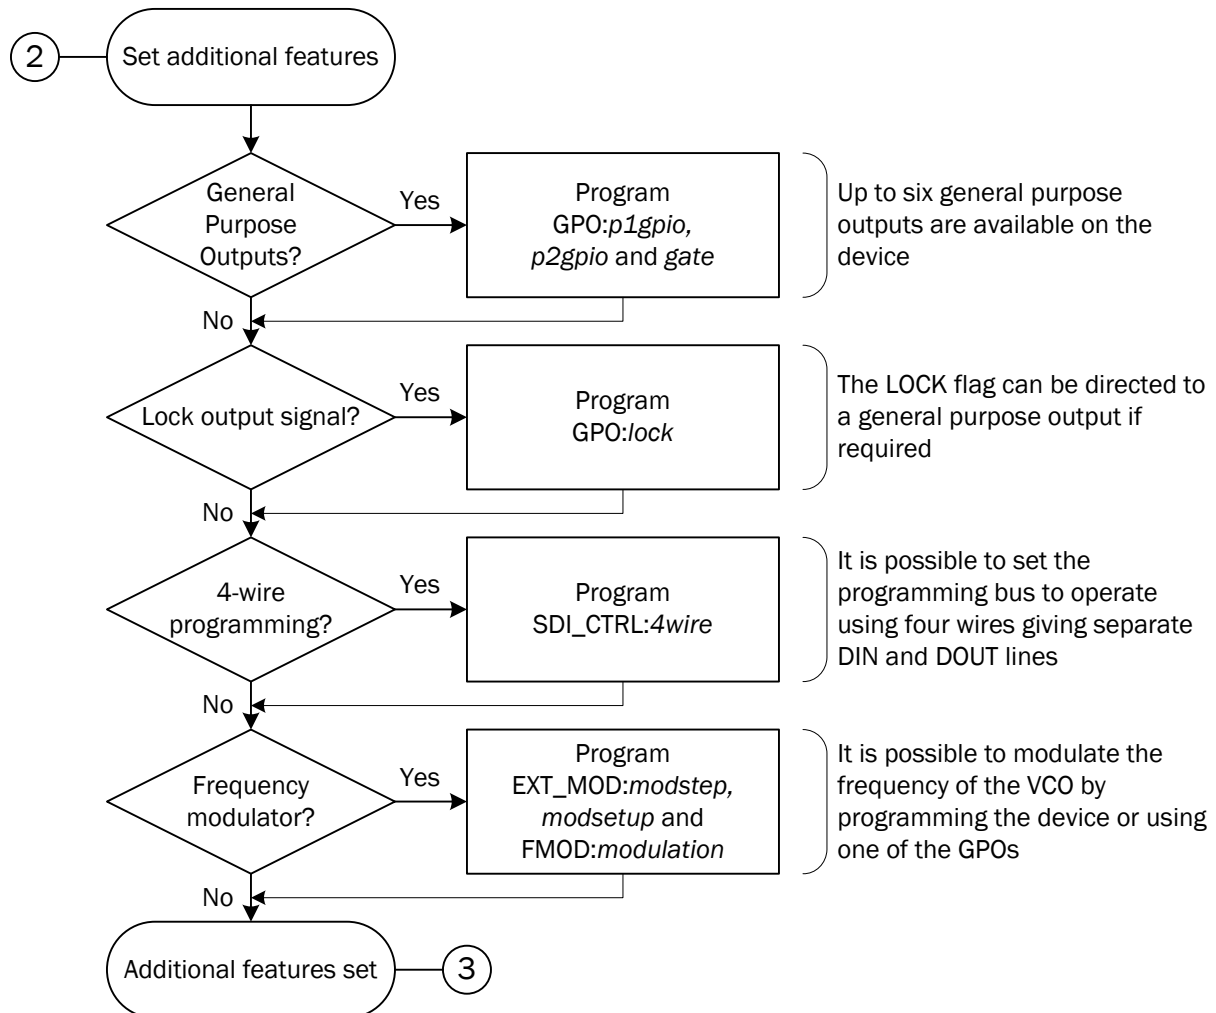 2
Set additional features
General
Purpose
Outputs?
Yes
Program
GPO:p1gpio,
p2gpio and gate
Up to six general purpose
outputs are available on the
device
No
Lock output signal?
Yes
Program
GPO:lock
The LOCK flag can be directed to
a general purpose output if
required
No
4-wire
programming?
Yes
Program
SDI_CTRL:4wire
It is possible to set the
programming bus to operate
using four wires giving separate
DIN and DOUT lines
No
Frequency
modulator?
Yes
Program
EXT_MOD:modstep,
modsetup and
FMOD:modulation
It is possible to modulate the
frequency of the VCO by
programming the device or using
one of the GPOs
No
Additional features set
3